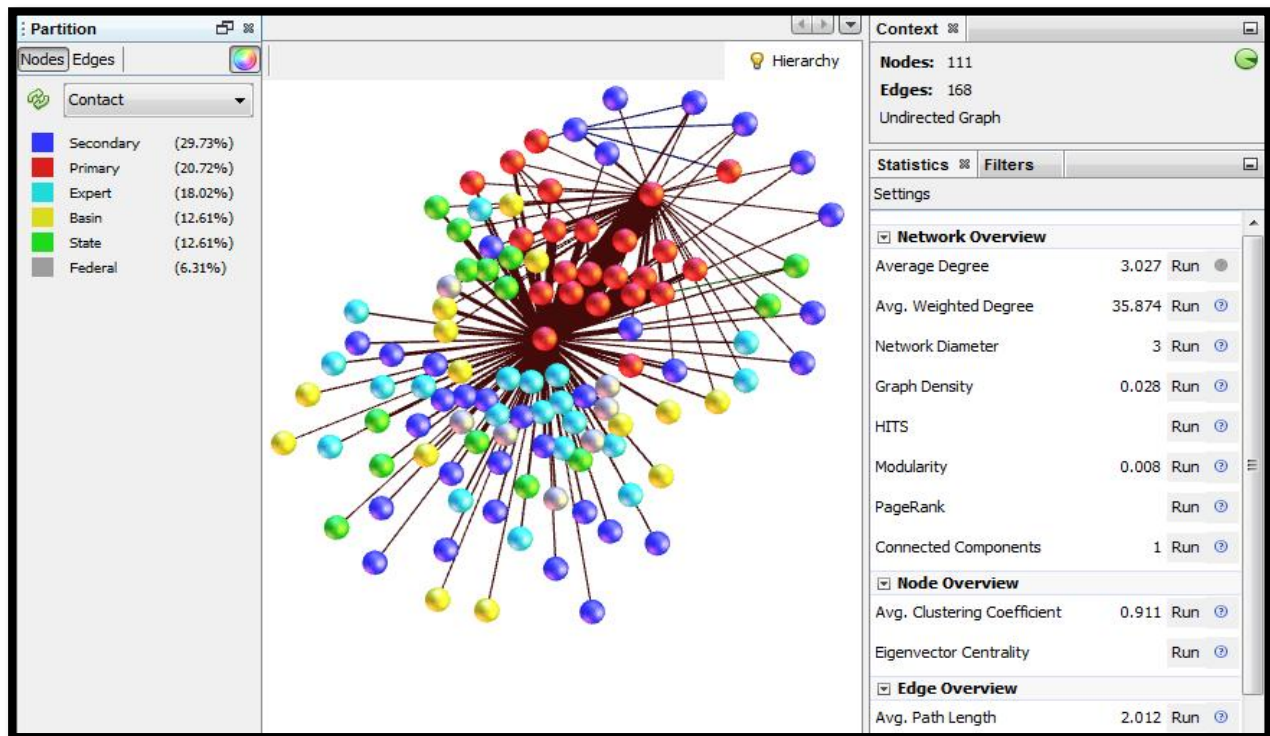 Partition
Nodes Edges
Contact
Secondary (29.73%)
Primary (20.72%)
Expert (18.02%)
Basin (12.61%)
State (12.61%)
Federal (6.31%)
Hierarchy
Context
Nodes: 111
Edges: 168
Undirected Graph
Statistics Filters
Settings
Network Overview
Average Degree 3.027 Run
Avg. Weighted Degree 35.874 Run
Network Diameter 3 Run
Graph Density 0.028 Run
HITS Run
Modularity 0.008 Run
PageRank Run
Connected Components 1 Run
Node Overview
Avg. Clustering Coefficient 0.911 Run
Eigenvector Centrality Run
Edge Overview
Avg. Path Length 2.012 Run